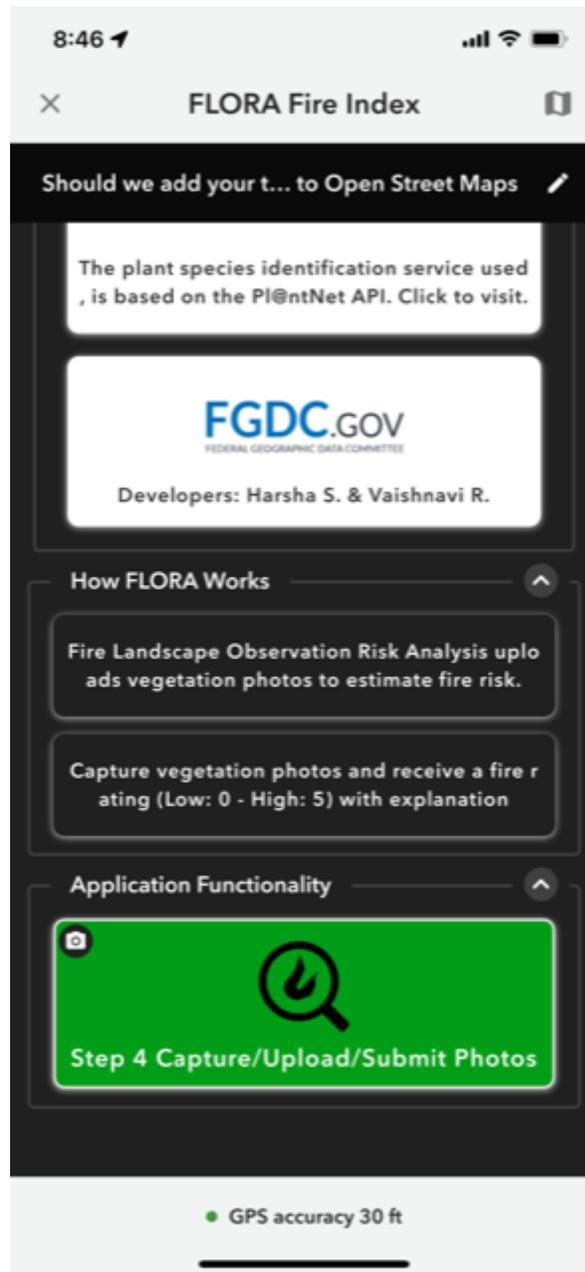 8:46
FLORA Fire Index
Should we add your t... to Open Street Maps
The plant species identification service used
, is based on the Pl@ntNet API. Click to visit.
FGDC.GOV
FEDERAL GEOGRAPHIC DATA COMMITTEE
Developers: Harsha S. & Vaishnavi R.
How FLORA Works
Fire Landscape Observation Risk Analysis uplo
ads vegetation photos to estimate fire risk.
Capture vegetation photos and receive a fire r
ating (Low: 0 - High: 5) with explanation
Application Functionality
Step 4 Capture/Upload/Submit Photos
GPS accuracy 30 ft